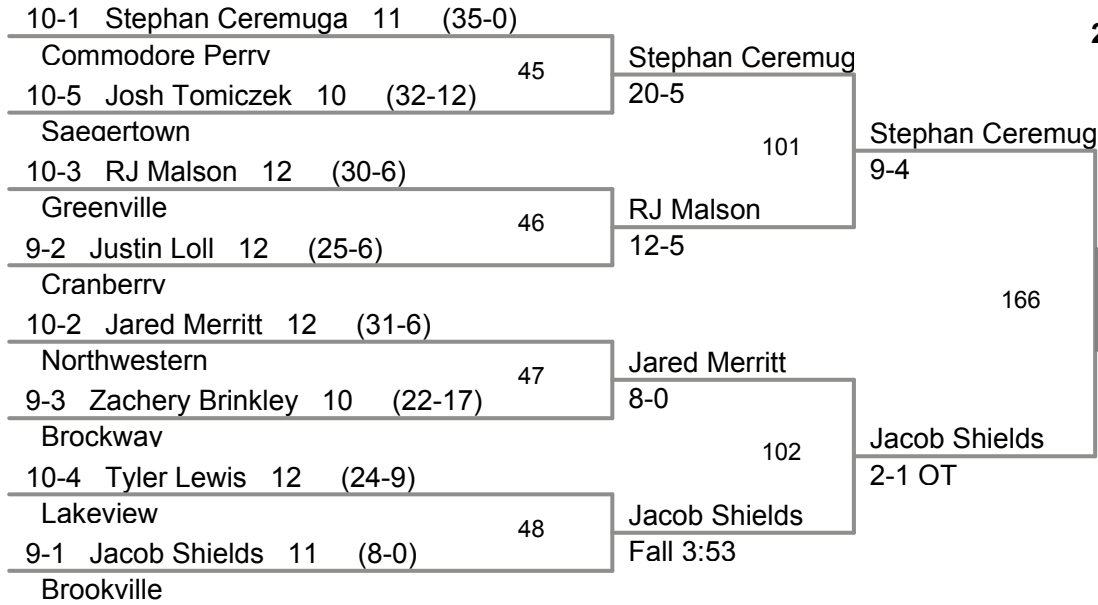 10-1 Stephan Ceremuga 11 (35-0)
Commodore Perry
10-5 Josh Tomiczek 10 (32-12)
Saegertown
10-3 RJ Malson 12 (30-6)
Greenville
9-2 Justin Loll 12 (25-6)
Cranberry
10-2 Jared Merritt 12 (31-6)
Northwestern
9-3 Zachery Brinkley 10 (22-17)
Brockway
10-4 Tyler Lewis 12 (24-9)
Lakeview
9-1 Jacob Shields 11 (8-0)
Brookville
45
46
47
48
Stephan Ceremug
20-5
RJ Malson
12-5
Jared Merritt
8-0
Jacob Shields
Fall 3:53
101
102
Stephan Ceremug
9-4
Jacob Shields
2-1 OT
166
2